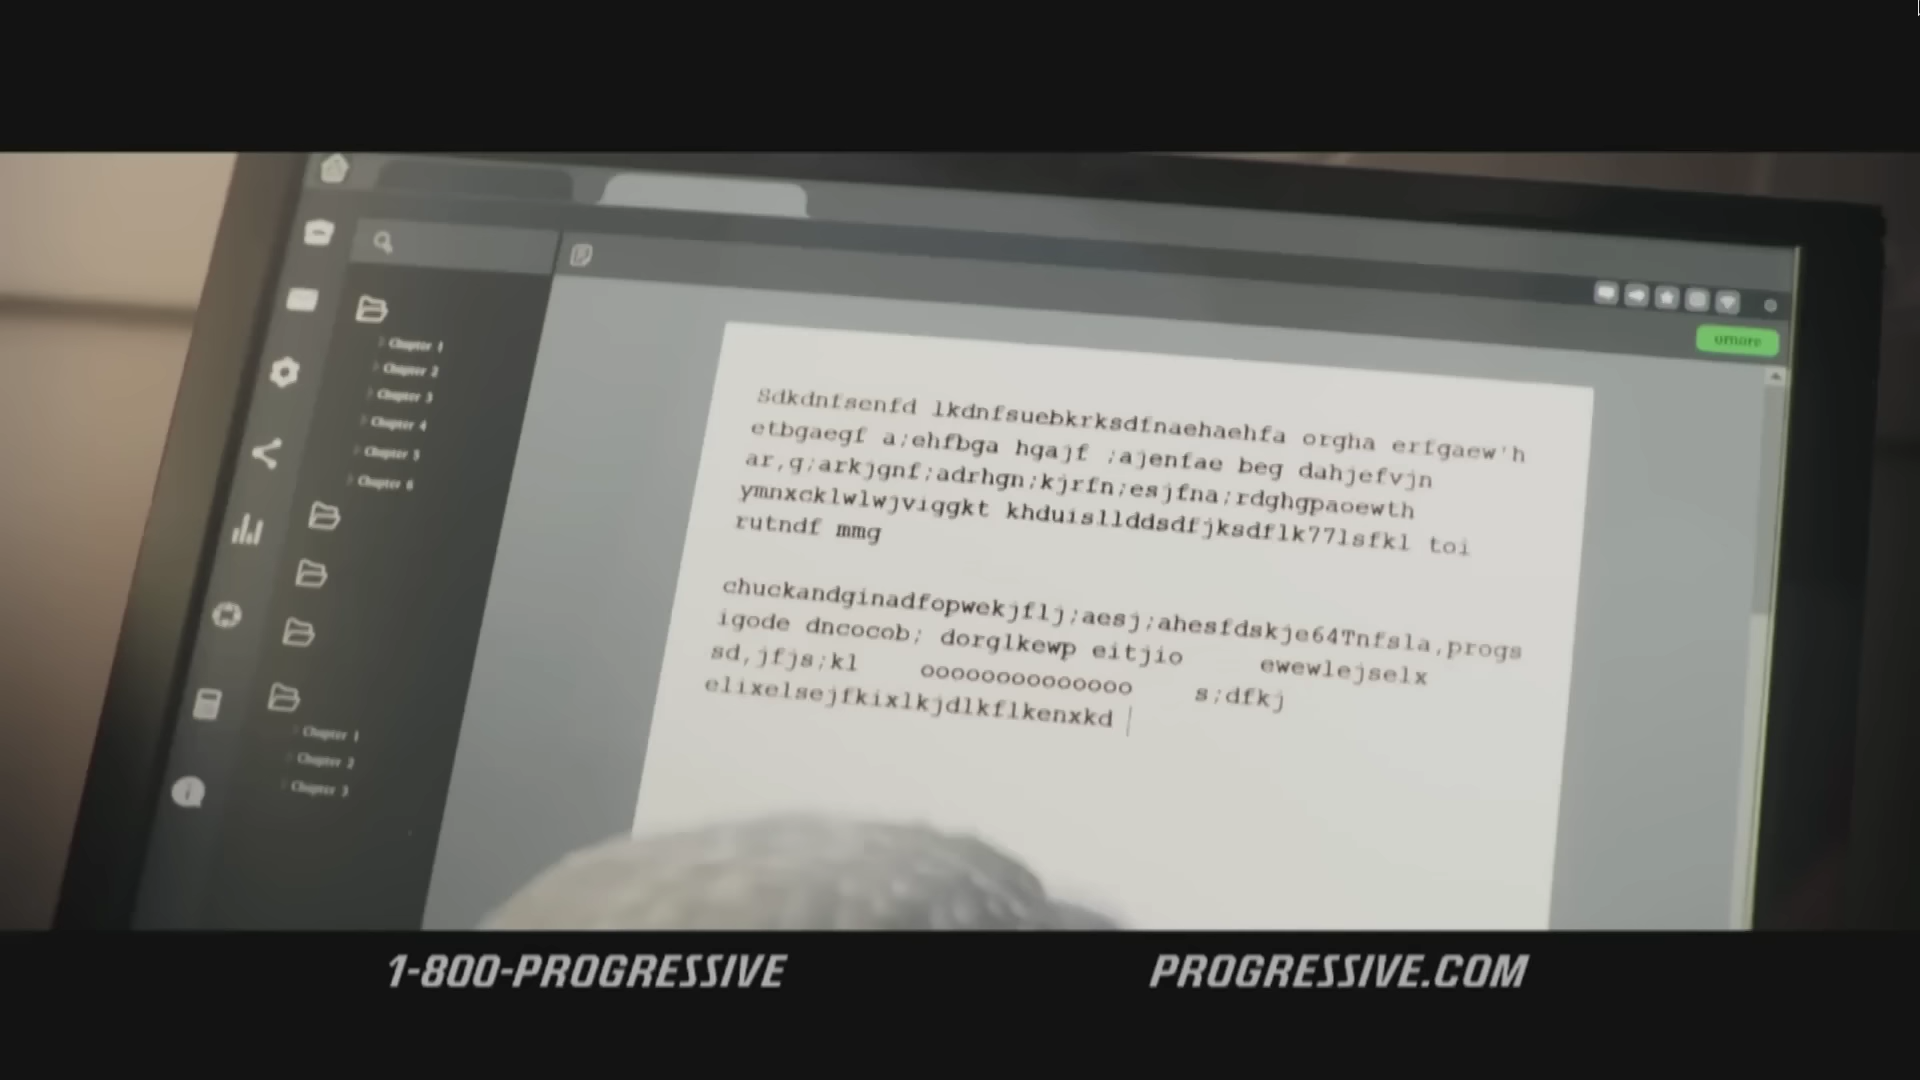 Chapter 1
Chapter 2
Chapter 3
Chapter 4
Chapter 5
Chapter 6
Chapter 1
Chapter 2
Chapter 3
ornare
Sdkdnfsenfd lkdnfsuebkrksdfnaehaehfa orgha erfgaew'h
etbgaegf a;ehfbga hgajf ;ajenfae beg dahjefvjn
ar,g;arkjgnf;adrhgn;kjrfn;esjfna;rdghgpaoewth
ymnxcklwlwjviggkt khduisllddsdfjksdflk77lsfkl toi
rutndf mmg
chuckandginadfopwekjflj;aesj;ahesfdskje64Tnfsla,progs
igode dncocob; dorglkewp eitjio ewewlejselx
sd,jfjs;kl oooooooooooooo s;dfkj
elixelsejfkixlkjdlkflkenxkd
1-800-PROGRESSIVE
PROGRESSIVE.COM